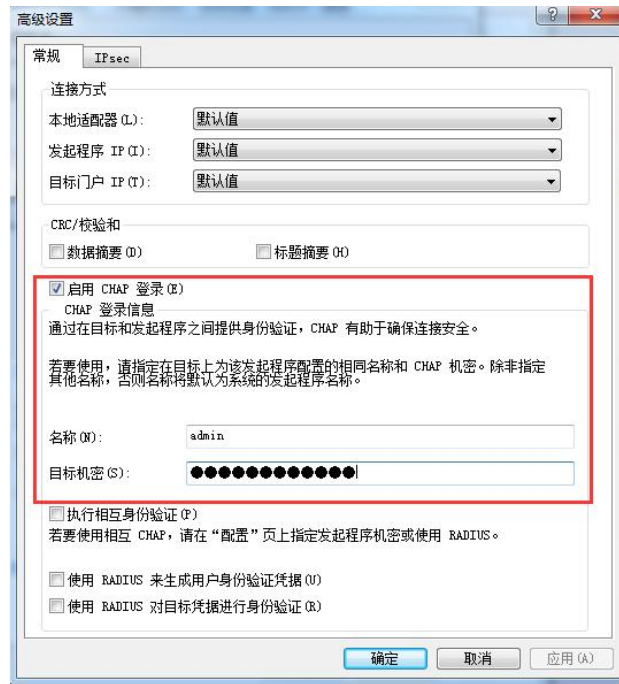 高级设置
常规 IPsec
连接方式
本地适配器(L): 默认值
发起程序 IP(I): 默认值
目标门户 IP(T): 默认值
CRC/校验和
数据摘要(D) 标题摘要(H)
启用 CHAP 登录(E)
CHAP 登录信息
通过在目标和发起程序之间提供身份验证，CHAP 有助于确保连接安全。
若要使用，请指定在目标上为该发起程序配置的相同名称和 CHAP 机密。除非指定
其他名称，否则名称将默认为系统的发起程序名称。
名称(N): admin
目标机密(S): ●●●●●●●●●●●●
执行相互身份验证(P)
若要使用相互 CHAP，请在“配置”页上指定发起程序机密或使用 RADIUS。
使用 RADIUS 来生成用户身份验证凭据(U)
使用 RADIUS 对目标凭据进行身份验证(R)
确定 取消 应用(A)